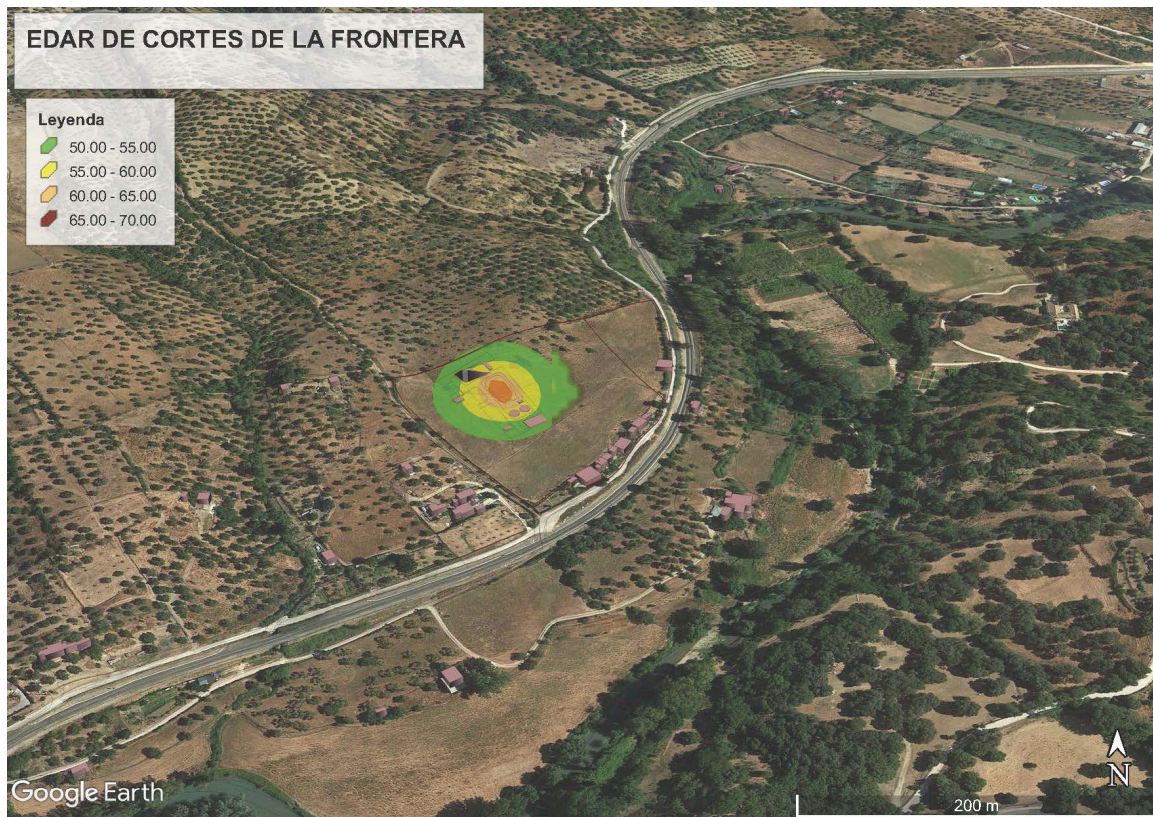 EDAR DE CORTES DE LA FRONTERA
Leyenda
50.00 - 55.00
55.00 - 60.00
60.00 - 65.00
65.00 - 70.00
N
Google Earth
200 m